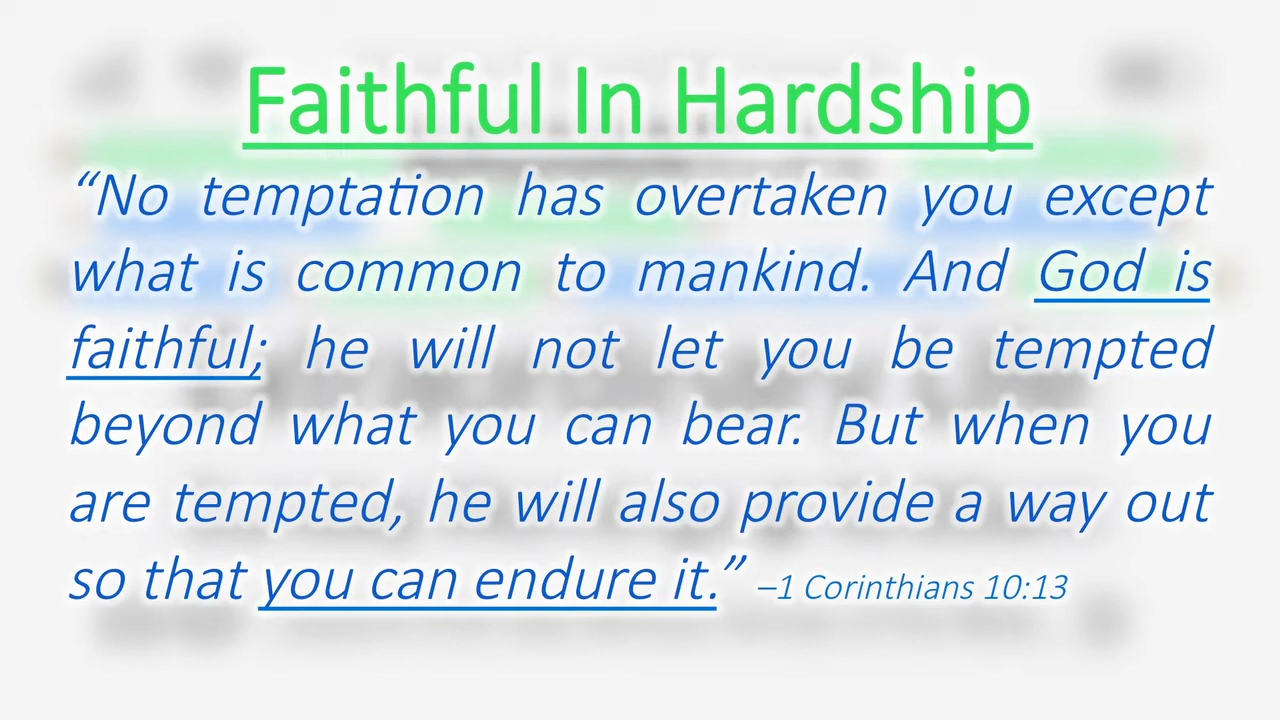 Faithful In Hardship
“No temptation has overtaken you except
what is common to mankind. And God is
faithful; he will not let you be tempted
beyond what you can bear. But when you
are tempted, he will also provide a way out
so that you can endure it.” –1 Corinthians 10:13